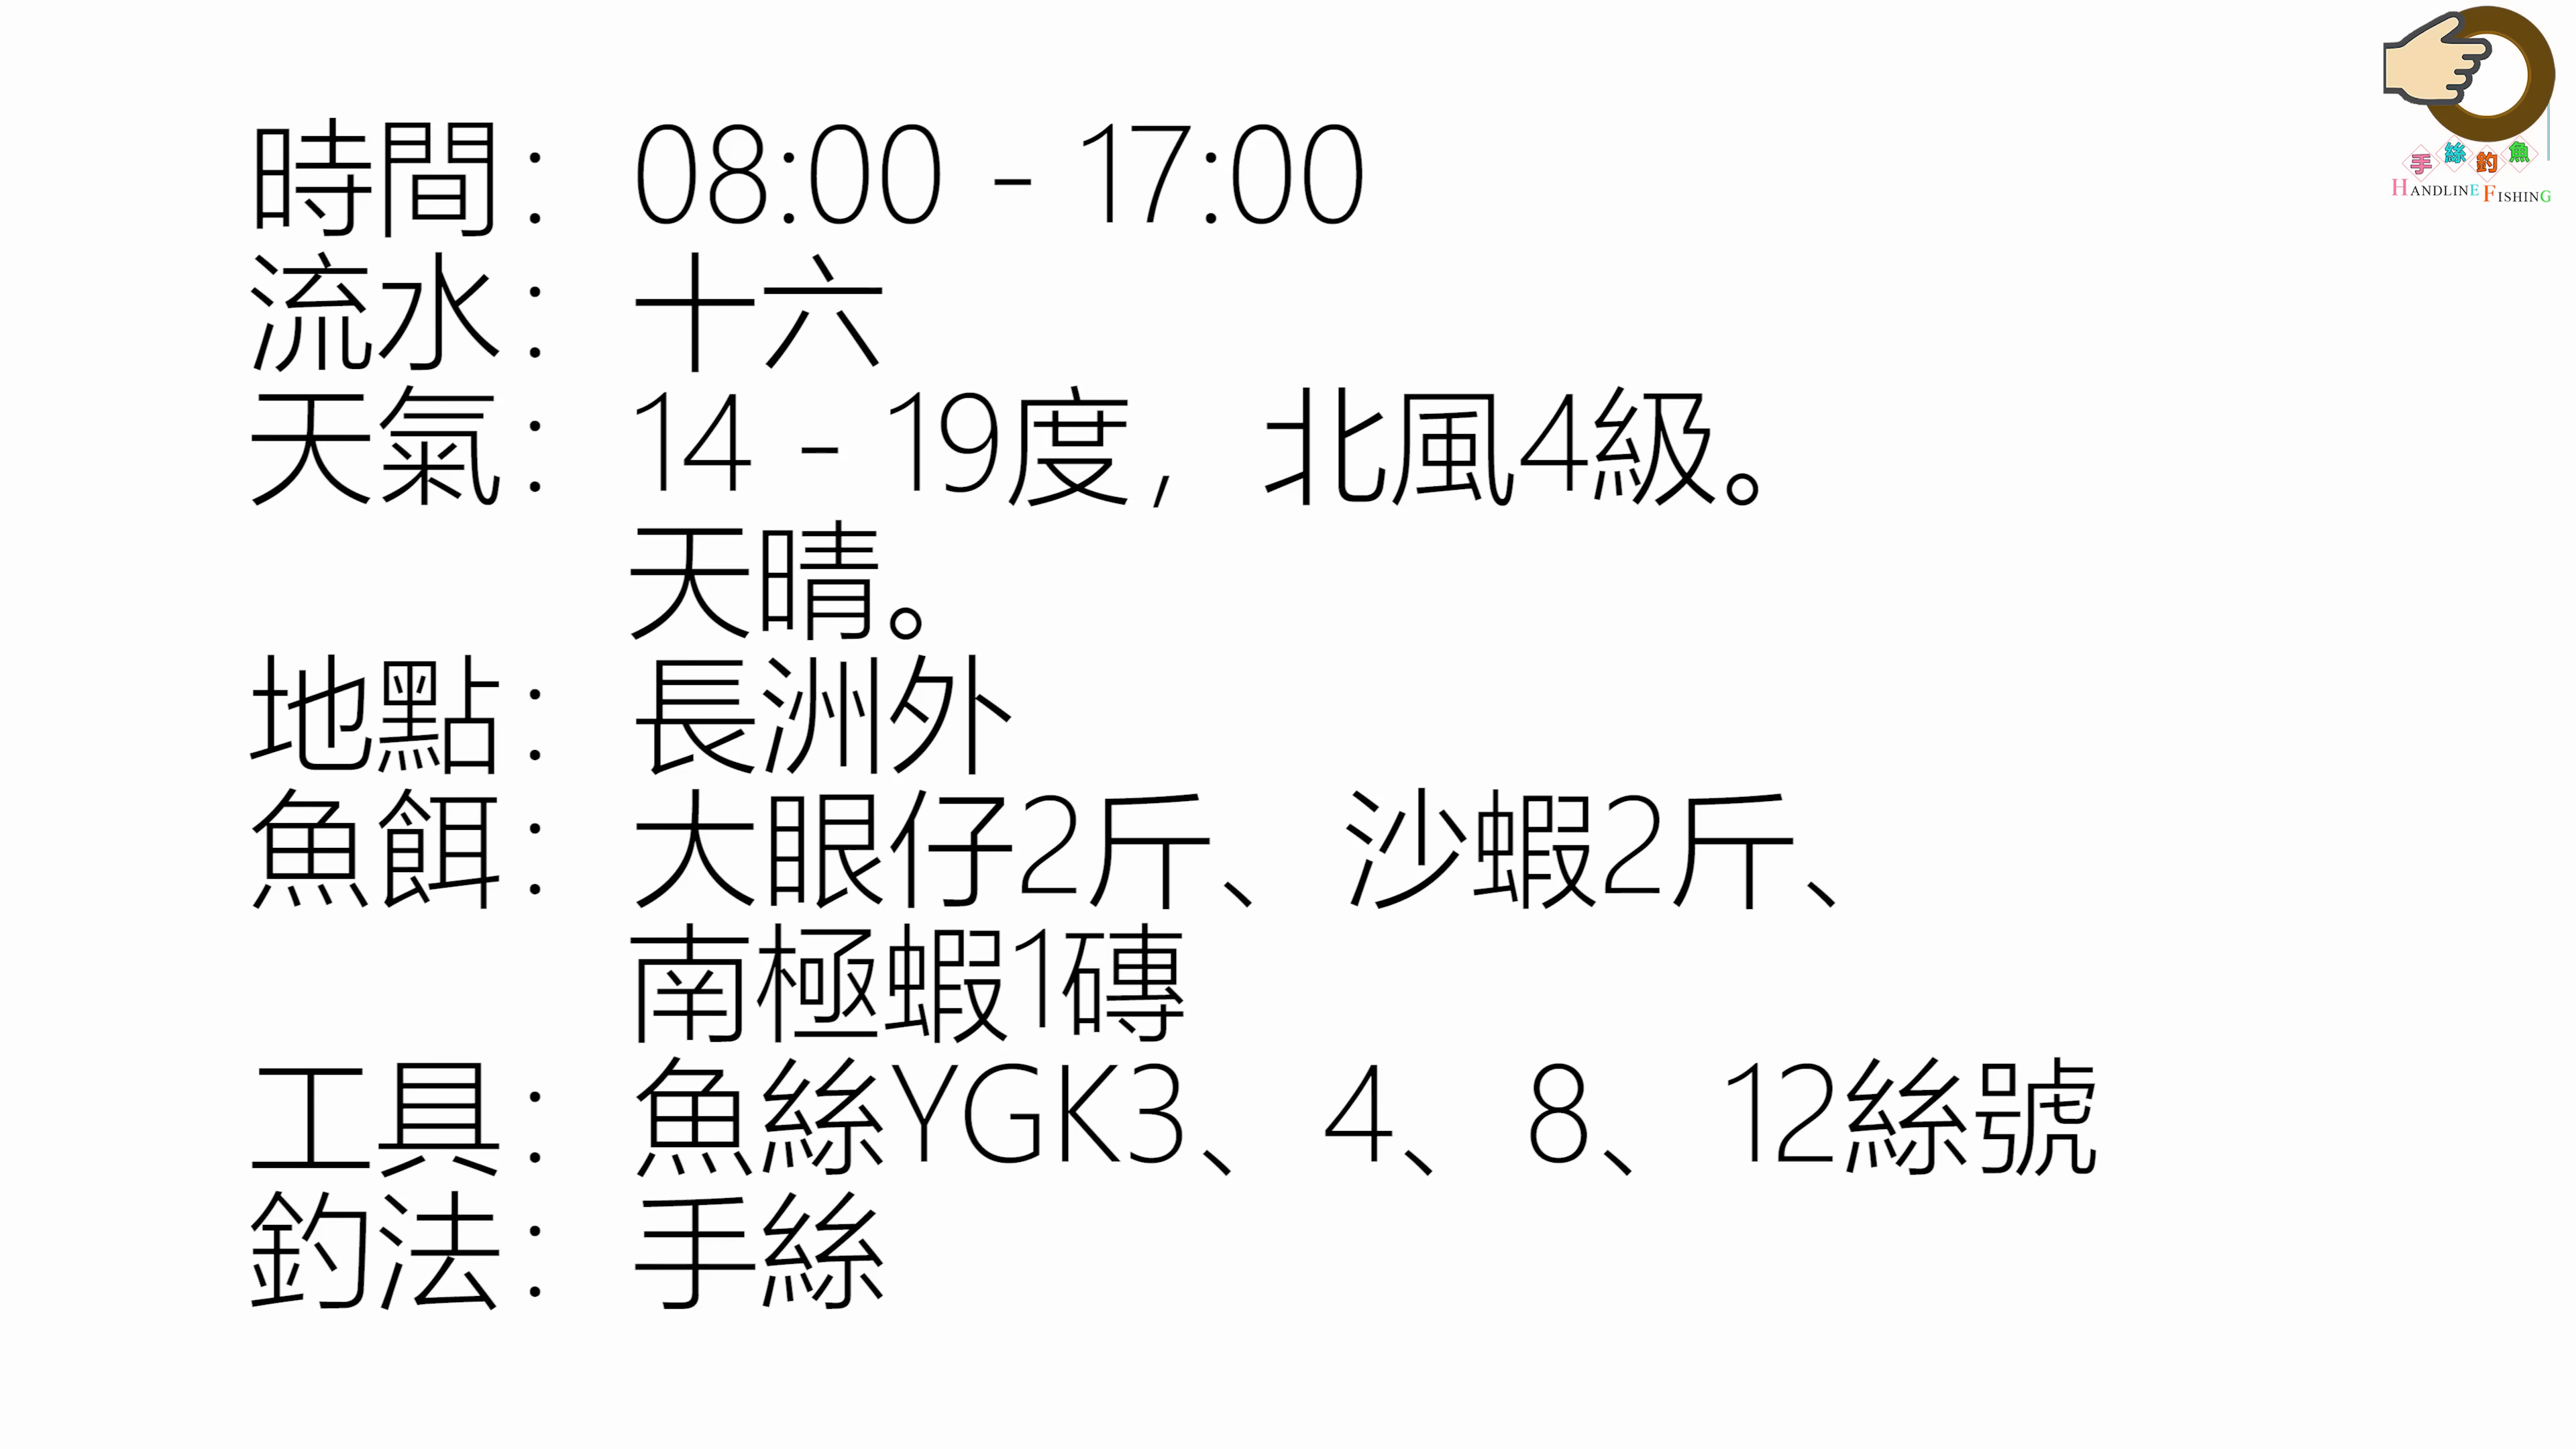 時間： 08:00 - 17:00
流水： 十六
天氣： 14 - 19度，北風4級。
天晴。
地點： 長洲外
魚餌： 大眼仔2斤、沙蝦2斤、
南極蝦1磚
工具： 魚絲YGK3、4、8、12絲號
釣法： 手絲
手絲釣魚
HANDLINE FISHING